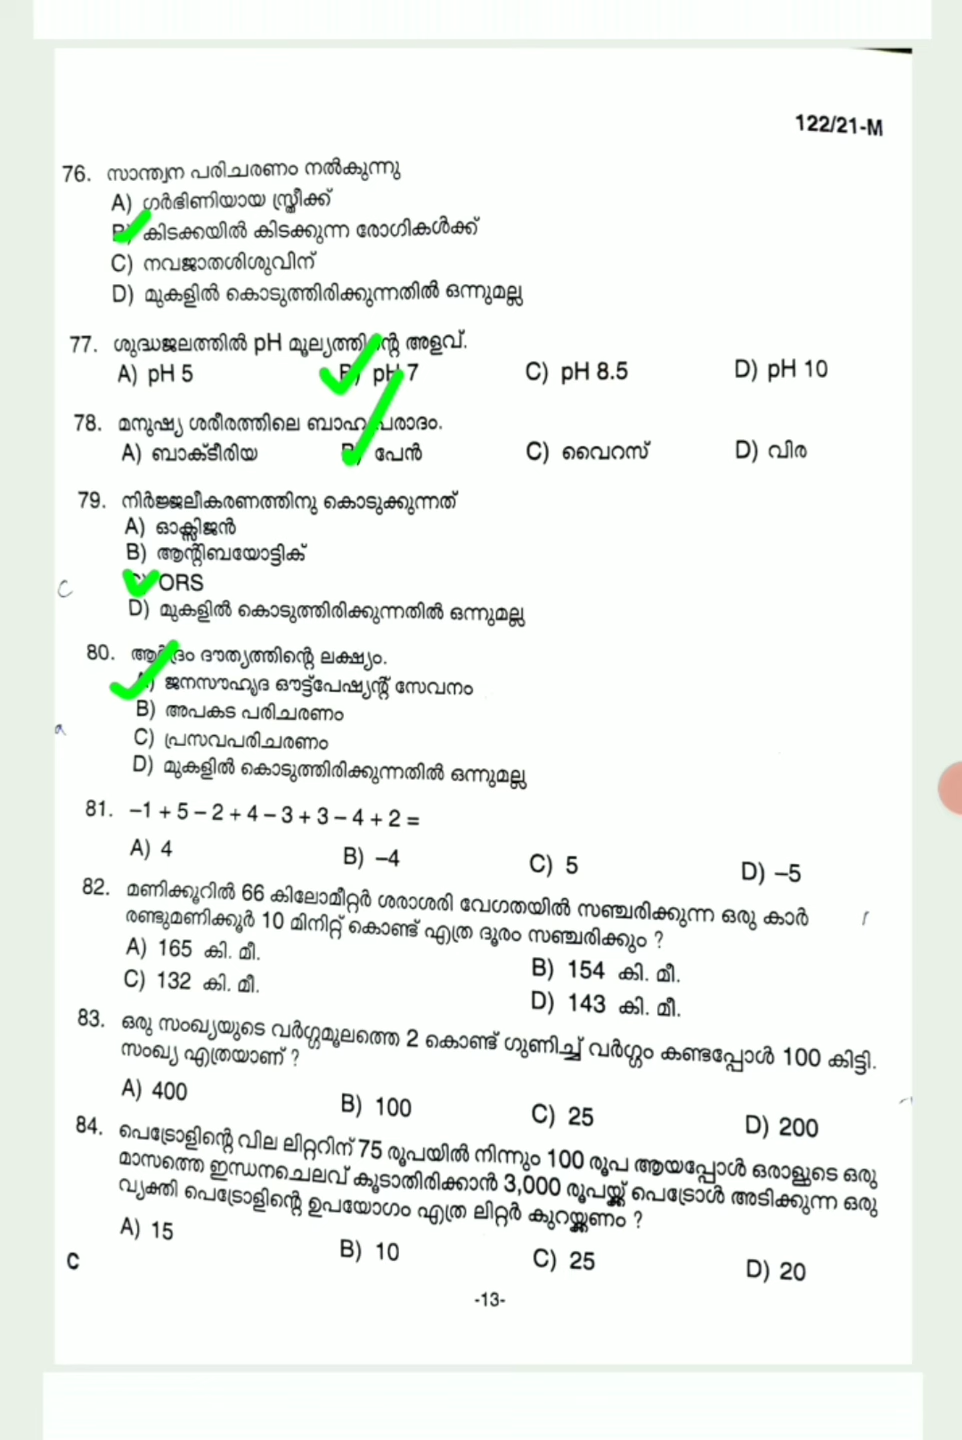 122/21-M
76. സാന്ത്വന പരിചരണം നൽകുന്നു
A) ഗർഭിണിയായ സ്ത്രീക്ക്
B) കിടക്കയിൽ കിടക്കുന്ന രോഗികൾക്ക്
C) നവജാതശിശുവിന്
D) മുകളിൽ കൊടുത്തിരിക്കുന്നതിൽ ഒന്നുമല്ല
77. ശുദ്ധജലത്തിൽ pH മൂല്യത്തിന്റെ അളവ്.
A) pH 5 B) pH 7 C) pH 8.5 D) pH 10
78. മനുഷ്യ ശരീരത്തിലെ ബാഹ്യപരാദം.
A) ബാക്ടീരിയ B) പേൻ C) വൈറസ് D) വിര
79. നിർജ്ജലീകരണത്തിനു കൊടുക്കുന്നത്
A) ഓക്സിജൻ
B) ആന്റിബയോട്ടിക്
C) ORS
D) മുകളിൽ കൊടുത്തിരിക്കുന്നതിൽ ഒന്നുമല്ല
80. ആർദ്രം ദൗത്യത്തിന്റെ ലക്ഷ്യം.
A) ജനസൗഹൃദ ഔട്ട്പേഷ്യന്റ് സേവനം
B) അപകട പരിചരണം
C) പ്രസവപരിചരണം
D) മുകളിൽ കൊടുത്തിരിക്കുന്നതിൽ ഒന്നുമല്ല
81. –1 + 5 – 2 + 4 – 3 + 3 – 4 + 2 =
A) 4 B) –4 C) 5 D) –5
82. മണിക്കൂറിൽ 66 കിലോമീറ്റർ ശരാശരി വേഗതയിൽ സഞ്ചരിക്കുന്ന ഒരു കാർ
രണ്ടുമണിക്കൂർ 10 മിനിറ്റ് കൊണ്ട് എത്ര ദൂരം സഞ്ചരിക്കും ?
A) 165 കി. മീ. B) 154 കി. മീ.
C) 132 കി. മീ. D) 143 കി. മീ.
83. ഒരു സംഖ്യയുടെ വർഗ്ഗമൂലത്തെ 2 കൊണ്ട് ഗുണിച്ച് വർഗ്ഗം കണ്ടപ്പോൾ 100 കിട്ടി.
സംഖ്യ എത്രയാണ് ?
A) 400 B) 100 C) 25 D) 200
84. പെട്രോളിന്റെ വില ലിറ്ററിന് 75 രൂപയിൽ നിന്നും 100 രൂപ ആയപ്പോൾ ഒരാളുടെ ഒരു
മാസത്തെ ഇന്ധനചെലവ് കൂടാതിരിക്കാൻ 3,000 രൂപയ്ക്ക് പെട്രോൾ അടിക്കുന്ന ഒരു
വ്യക്തി പെട്രോളിന്റെ ഉപയോഗം എത്ര ലിറ്റർ കുറയ്ക്കണം ?
A) 15 B) 10 C) 25 D) 20
C
-13-